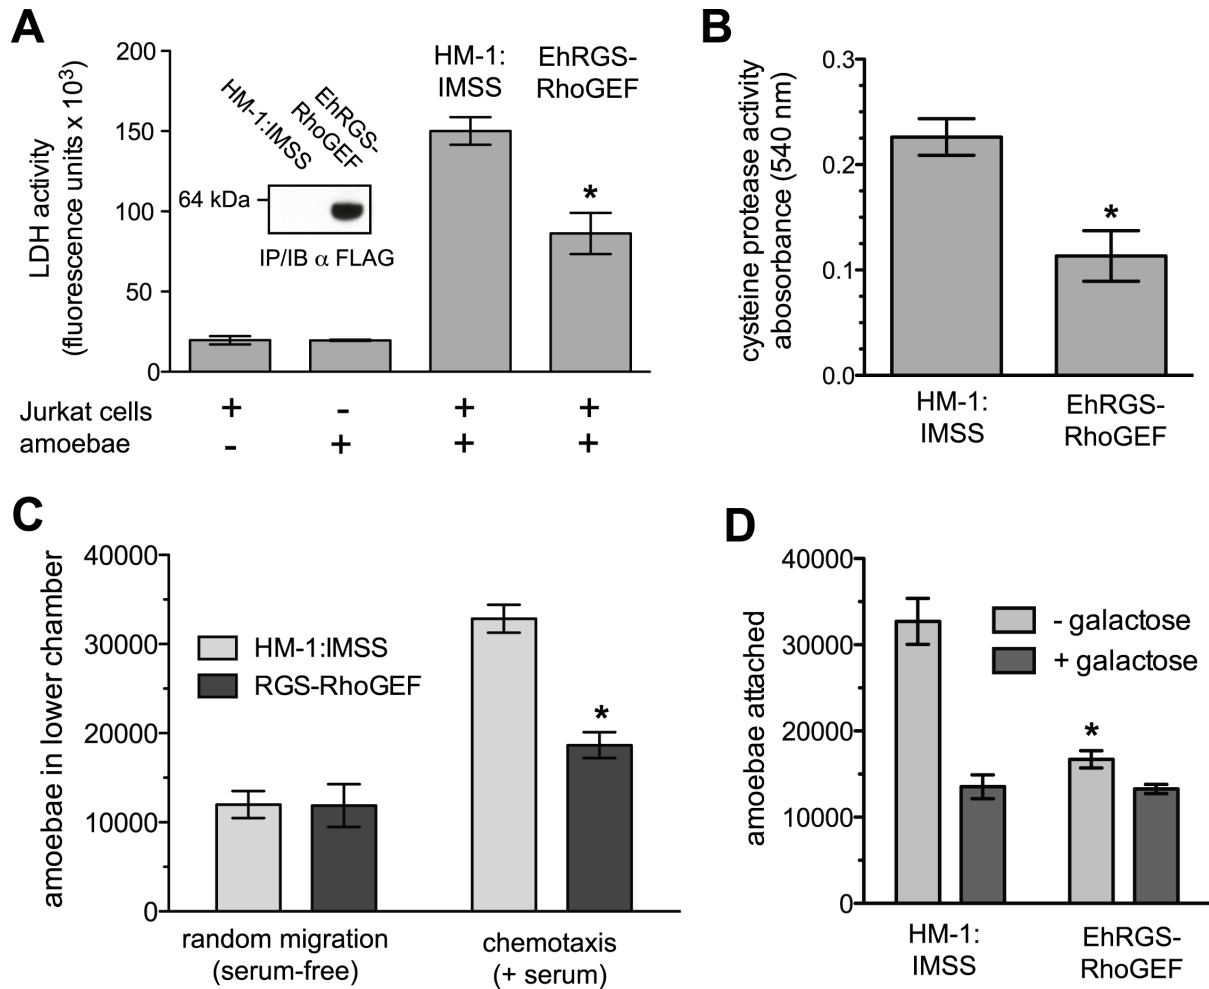 A
LDH activity
(fluorescence units x 10³)
200
150
100
50
0
HM-1:IMSS
EhRGS-
RhoGEF
64 kDa
IP/IB α FLAG
HM-1:
IMSS
EhRGS-
RhoGEF
*
Jurkat cells + - + +
amoebae - + + +
B
cysteine protease activity
abosorbance (540 nm)
0.3
0.2
0.1
0.0
*
HM-1:
IMSS
EhRGS-
RhoGEF
C
amoebae in lower chamber
40000
30000
20000
10000
0
HM-1:IMSS
RGS-RhoGEF
*
random migration
(serum-free)
chemotaxis
(+ serum)
D
amoebae attached
40000
30000
20000
10000
0
- galactose
+ galactose
*
HM-1:
IMSS
EhRGS-
RhoGEF